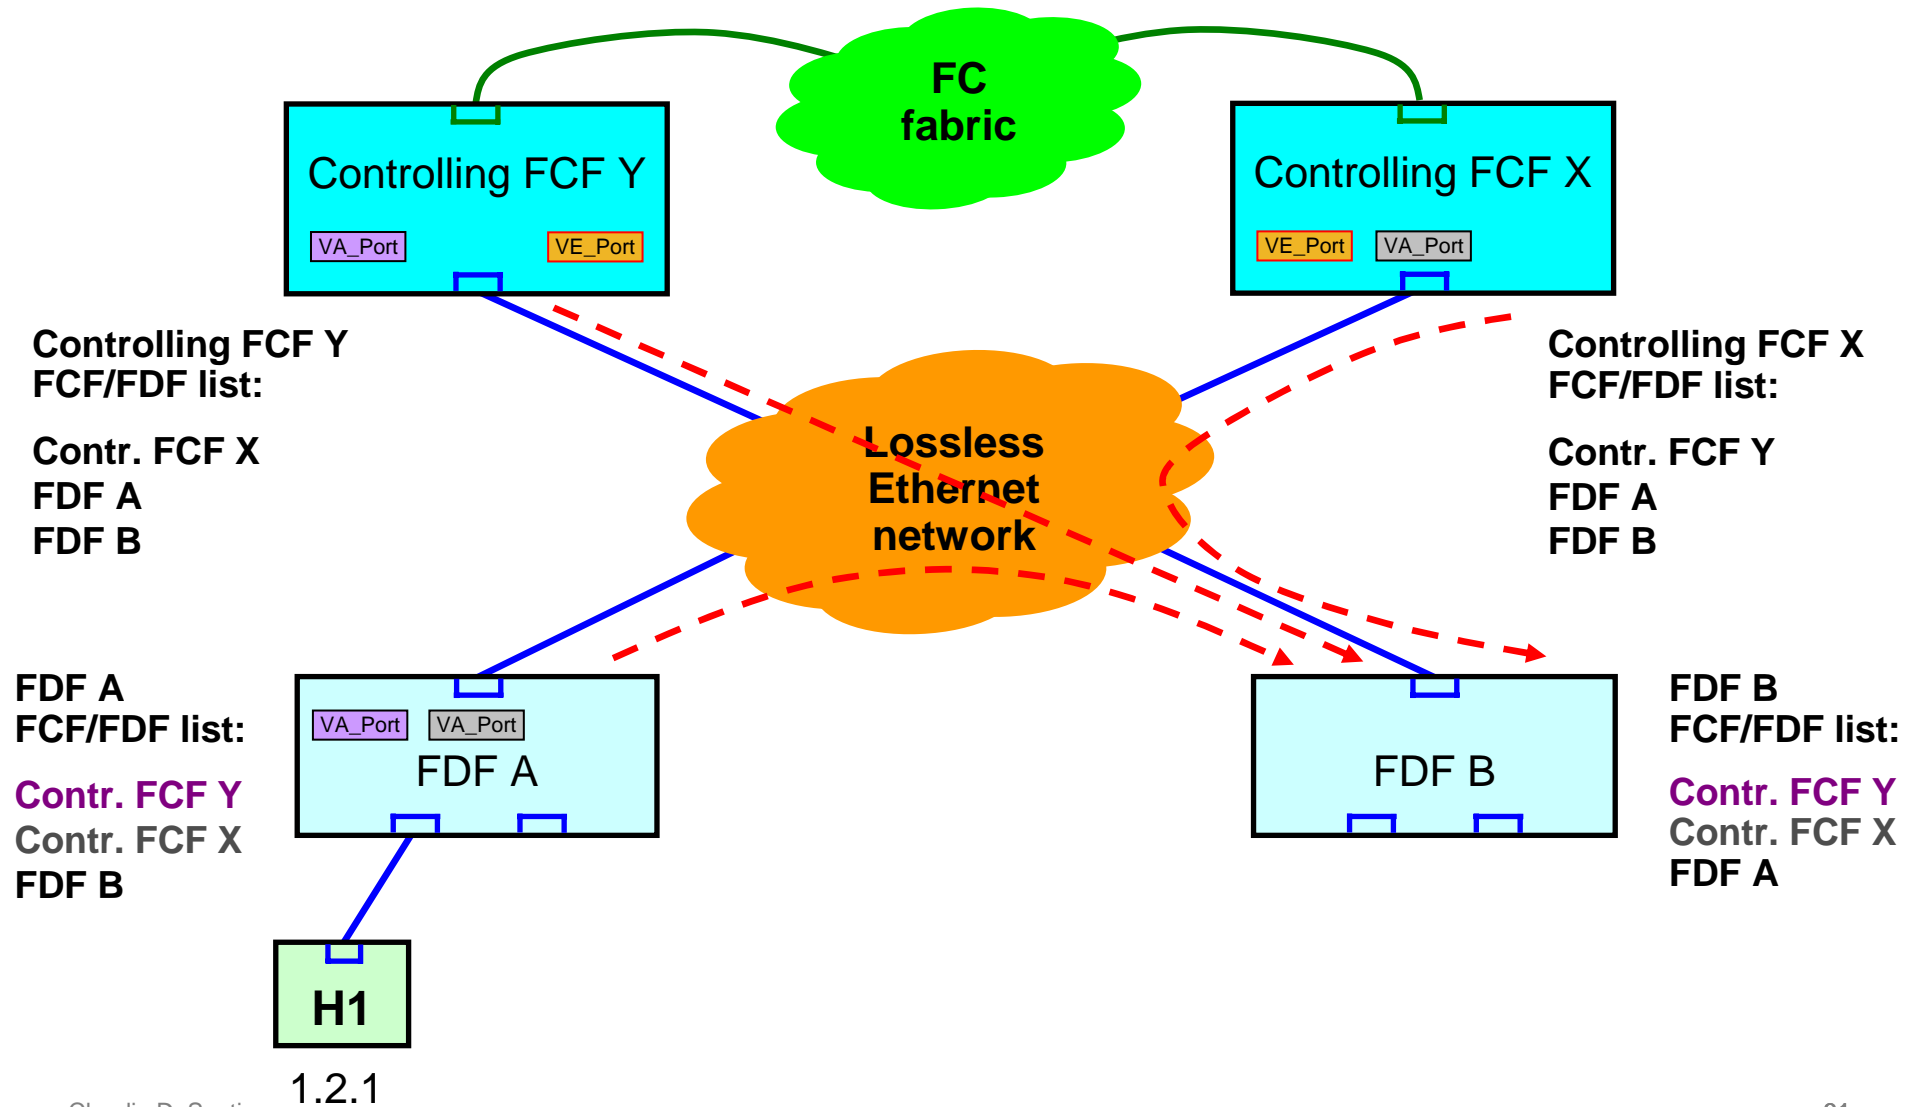 FC
fabric
Controlling FCF Y
VA_Port
VE_Port
Controlling FCF X
VE_Port
VA_Port
Controlling FCF Y
FCF/FDF list:
Contr. FCF X
FDF A
FDF B
Lossless
Ethernet
network
Controlling FCF X
FCF/FDF list:
Contr. FCF Y
FDF A
FDF B
FDF A
FCF/FDF list:
Contr. FCF Y
Contr. FCF X
FDF B
VA_Port
VA_Port
FDF A
FDF B
FDF B
FCF/FDF list:
Contr. FCF Y
Contr. FCF X
FDF A
H1
1.2.1